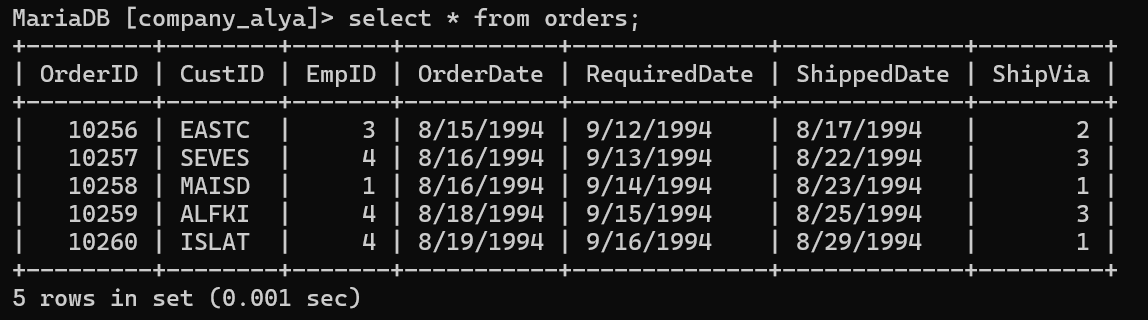 MariaDB [company_alya]> select * from orders;
+---------+--------+-------+-----------+--------------+-------------+---------+
| OrderID | CustID | EmpID | OrderDate | RequiredDate | ShippedDate | ShipVia |
+---------+--------+-------+-----------+--------------+-------------+---------+
|   10256 | EASTC  |     3 | 8/15/1994 | 9/12/1994    | 8/17/1994   |       2 |
|   10257 | SEVES  |     4 | 8/16/1994 | 9/13/1994    | 8/22/1994   |       3 |
|   10258 | MAISD  |     1 | 8/16/1994 | 9/14/1994    | 8/23/1994   |       1 |
|   10259 | ALFKI  |     4 | 8/18/1994 | 9/15/1994    | 8/25/1994   |       3 |
|   10260 | ISLAT  |     4 | 8/19/1994 | 9/16/1994    | 8/29/1994   |       1 |
+---------+--------+-------+-----------+--------------+-------------+---------+
5 rows in set (0.001 sec)